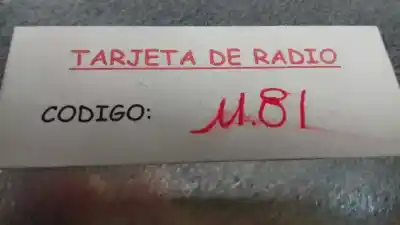 TARJETA DE RADIO
CODIGO: M.81